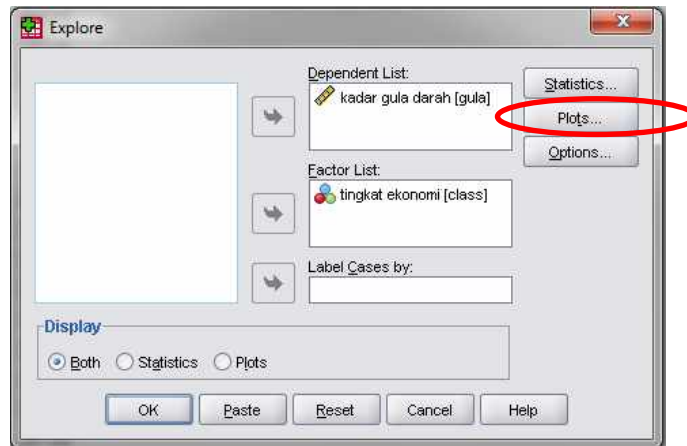 Explore
Dependent List:
kadar gula darah [gula]
Statistics...
Plots...
Options...
Factor List:
tingkat ekonomi [class]
Label Cases by:
Display
Both Statistics Plots
OK Paste Reset Cancel Help